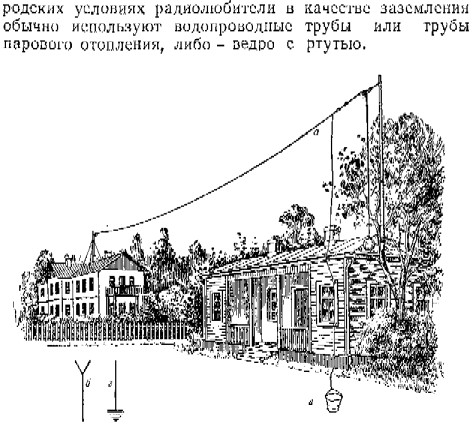 родских условиях радиолюбители в качестве заземления
обычно используют водопроводные трубы или трубы
парового отопления, либо – ведро с ртутью.
а
б
г
в